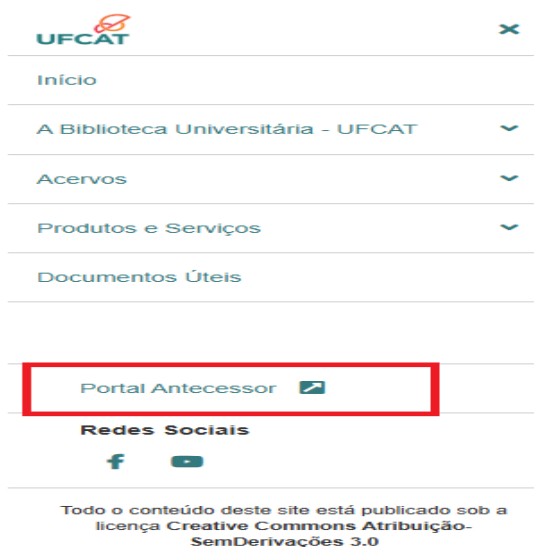 UFCAT
Início
A Biblioteca Universitária - UFCAT
Acervos
Produtos e Serviços
Documentos Úteis
Portal Antecessor
Redes Sociais
Todo o conteúdo deste site está publicado sob a
licença Creative Commons Atribuição-
SemDerivações 3.0